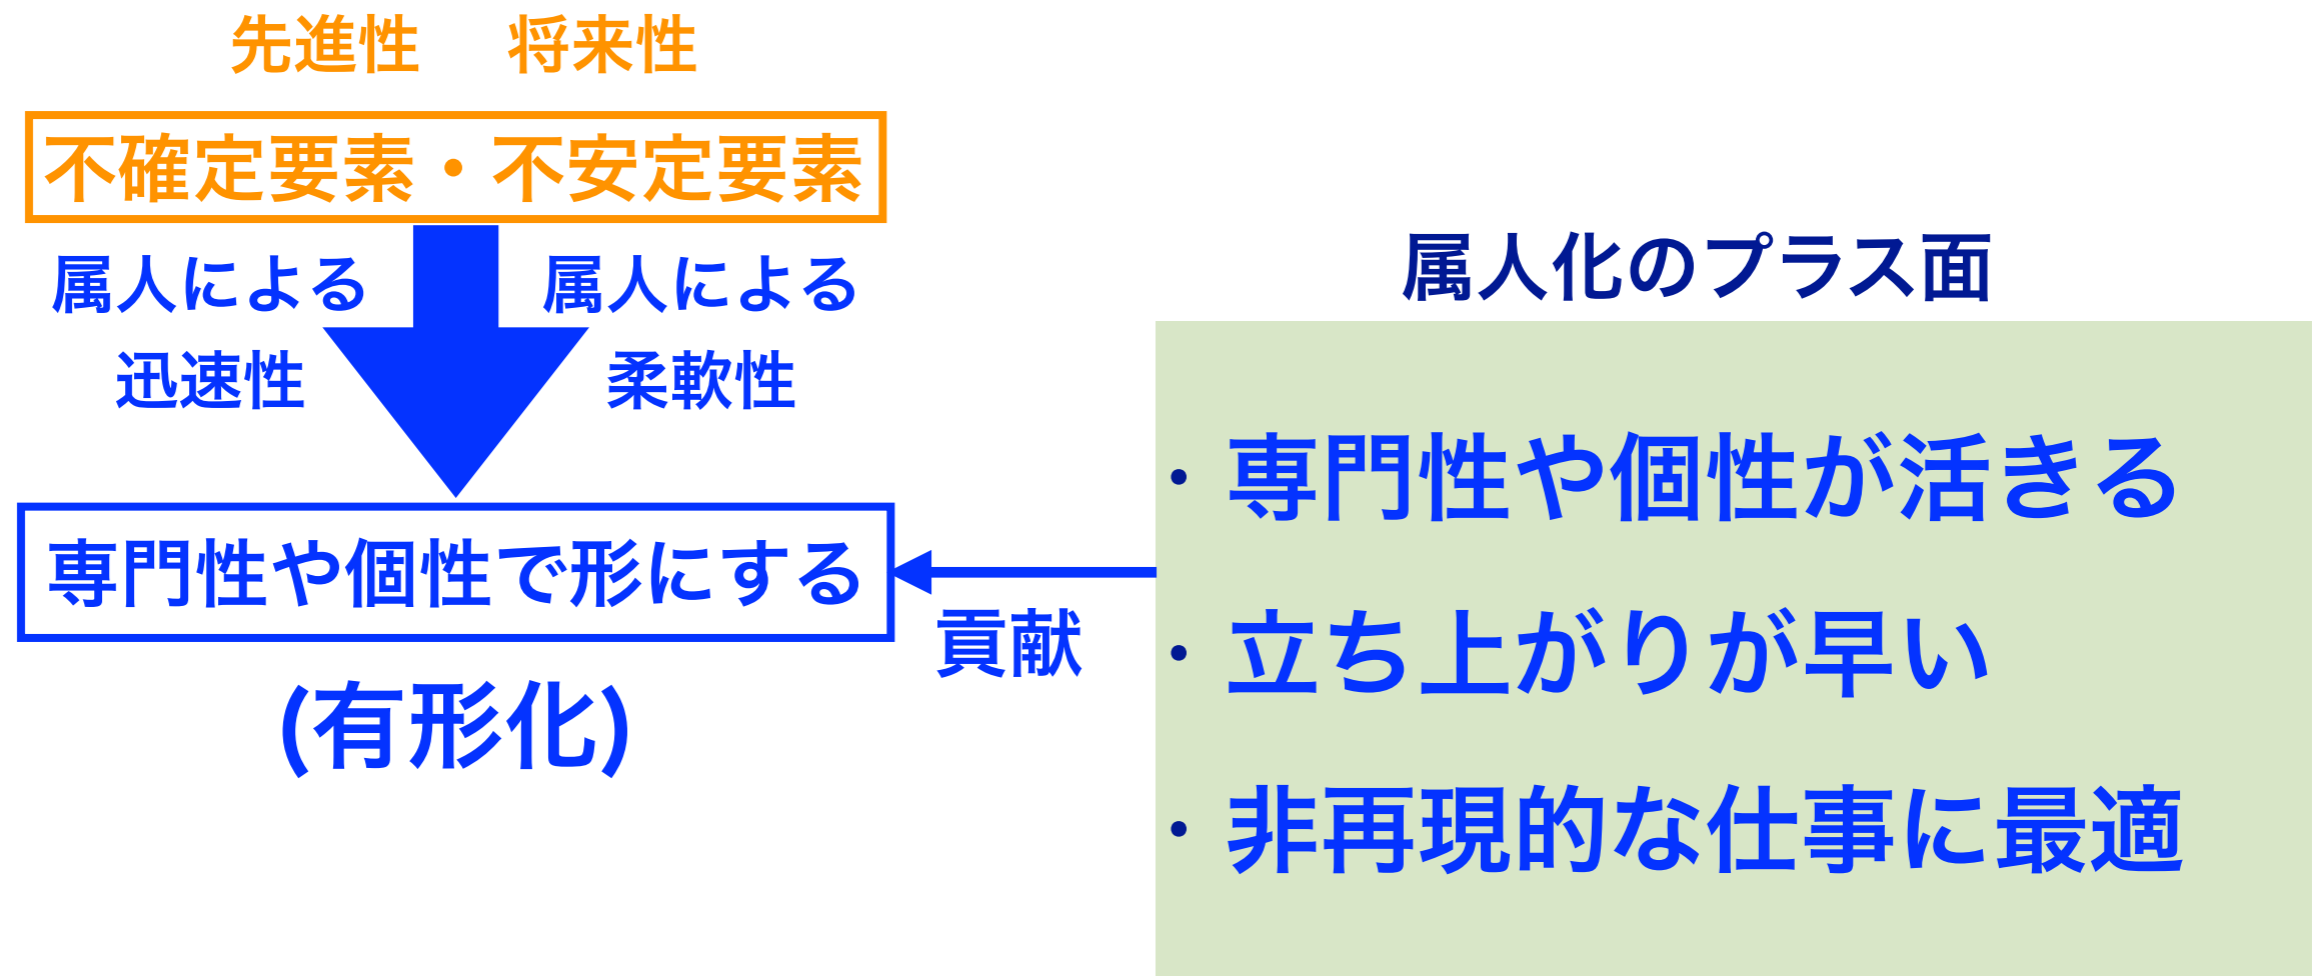 先進性　将来性
不確定要素・不安定要素
属人による　属人による
迅速性　柔軟性
専門性や個性で形にする
(有形化)
貢献
属人化のプラス面
・専門性や個性が活きる
・立ち上がりが早い
・非再現的な仕事に最適